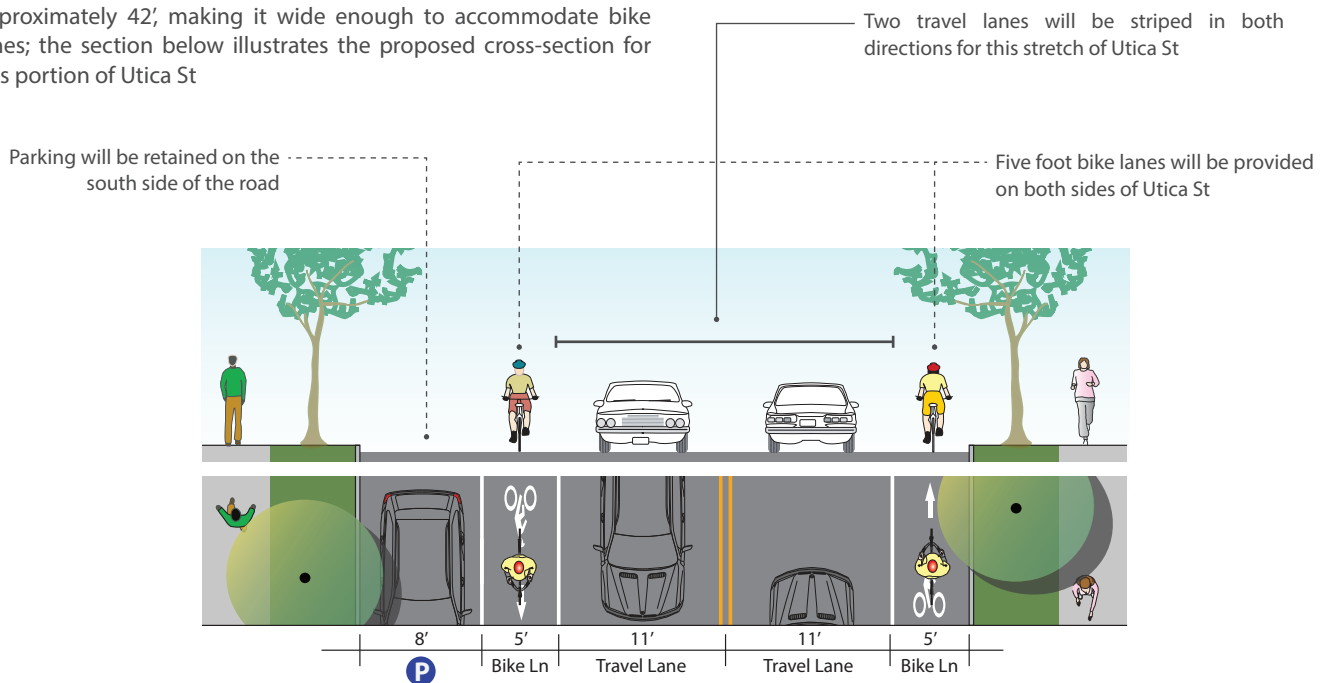 proximately 42’, making it wide enough to accommodate bike
nes; the section below illustrates the proposed cross-section for
s portion of Utica St
Two travel lanes will be striped in both
directions for this stretch of Utica St
Parking will be retained on the
south side of the road
Five foot bike lanes will be provided
on both sides of Utica St
8’ 5’ 11’ 11’ 5’
P Bike Ln Travel Lane Travel Lane Bike Ln